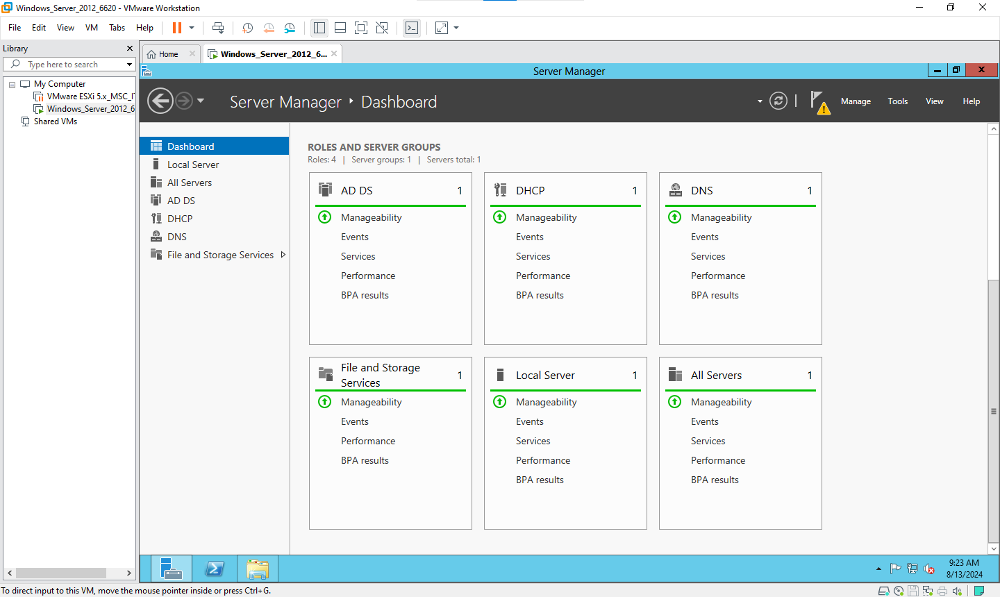 Windows_Server_2012_6620 - VMware Workstation
File Edit View VM Tabs Help
Library
Type here to search
My Computer
VMware ESXi 5.x_MSC_I
Windows_Server_2012_6
Shared VMs
Home
Windows_Server_2012_6...
Server Manager
Server Manager Dashboard
Manage Tools View Help
Dashboard
Local Server
All Servers
AD DS
DHCP
DNS
File and Storage Services
ROLES AND SERVER GROUPS
Roles: 4 | Server groups: 1 | Servers total: 1
AD DS 1
Manageability
Events
Services
Performance
BPA results
DHCP 1
Manageability
Events
Services
Performance
BPA results
DNS 1
Manageability
Events
Services
Performance
BPA results
File and Storage
Services 1
Manageability
Events
Performance
BPA results
Local Server 1
Manageability
Events
Services
Performance
BPA results
All Servers 1
Manageability
Events
Services
Performance
BPA results
9:23 AM
8/13/2024
To direct input to this VM, move the mouse pointer inside or press Ctrl+G.